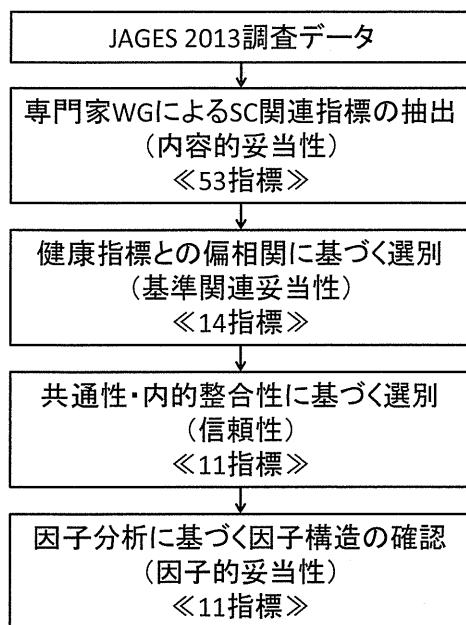 JAGES 2013調査データ
専門家WGによるSC関連指標の抽出
(内容的妥当性)
≪53指標≫
健康指標との偏相関に基づく選別
(基準関連妥当性)
≪14指標≫
共通性・内的整合性に基づく選別
(信頼性)
≪11指標≫
因子分析に基づく因子構造の確認
(因子的妥当性)
≪11指標≫